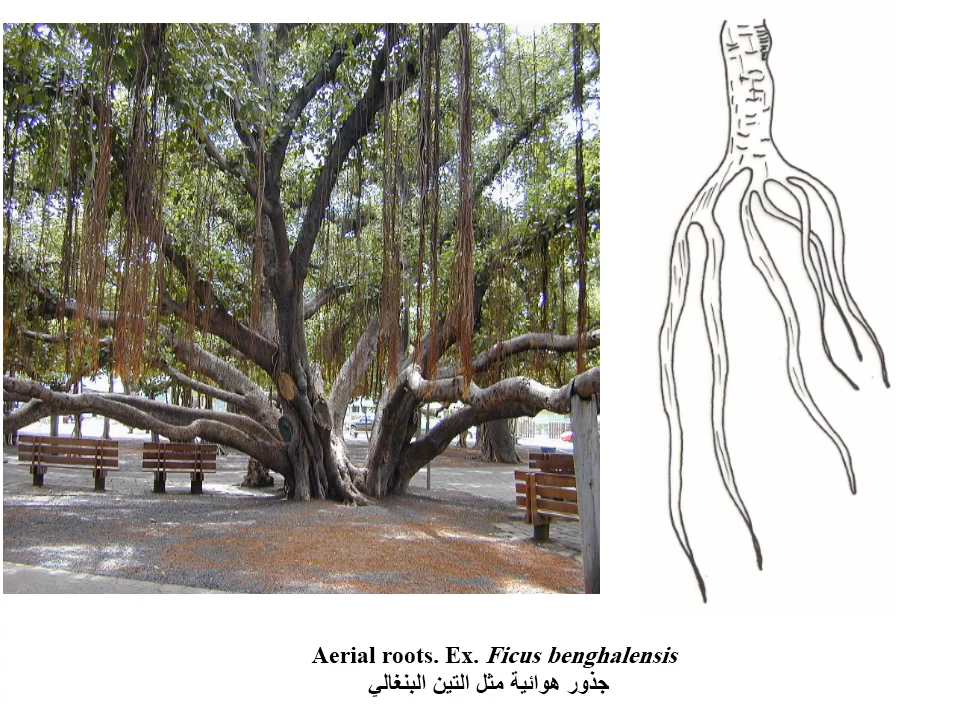 Aerial roots. Ex. Ficus benghalensis
جذور هوائية مثل التين البنغالي